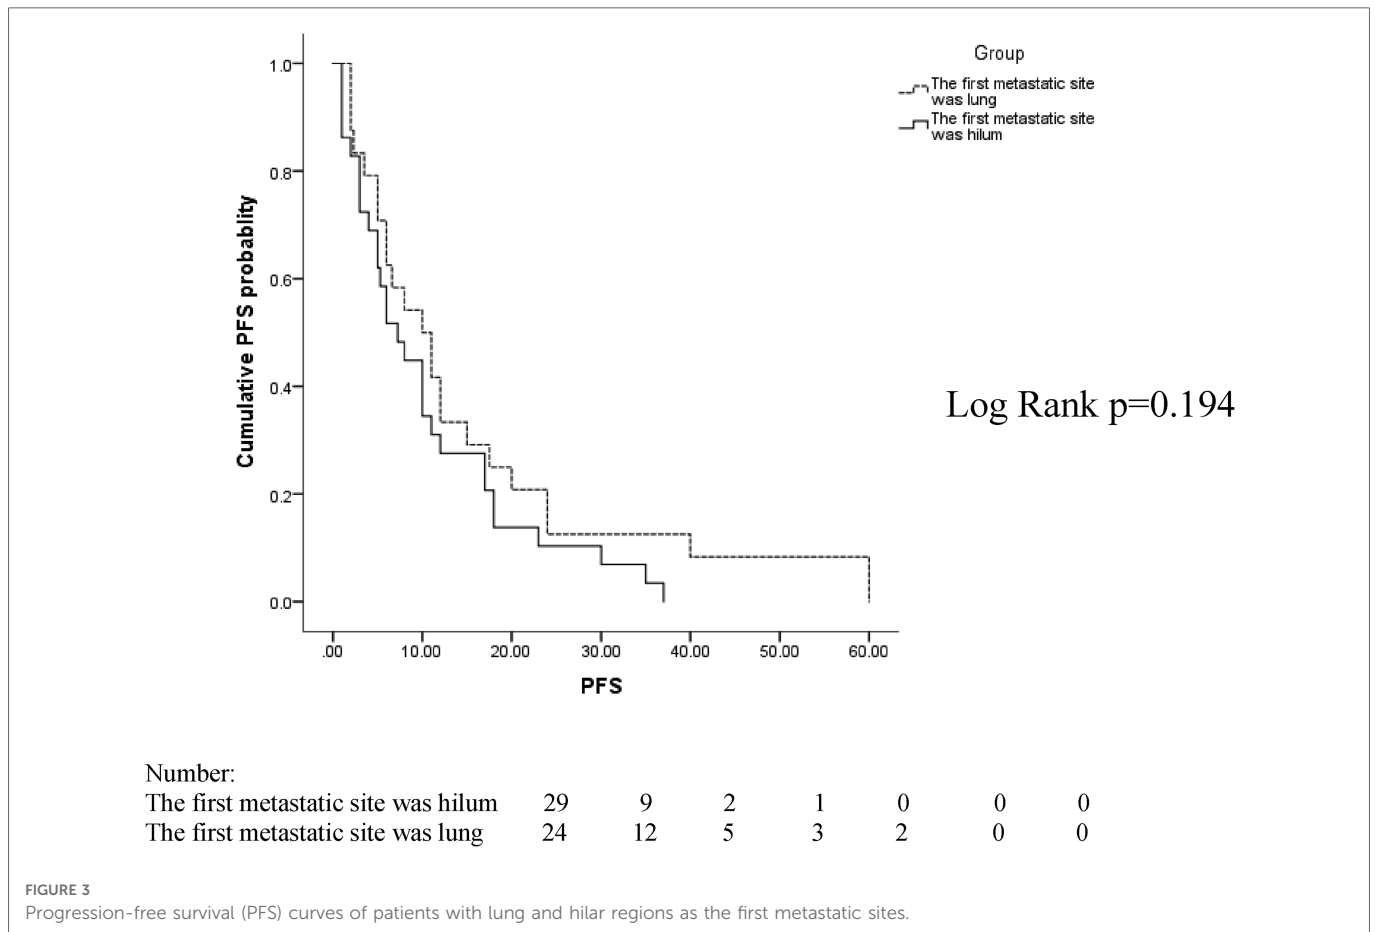 Group
The first metastatic site
was lung
The first metastatic site
was hilum
1.0
0.8
0.6
0.4
0.2
0.0
Cumulative PFS probablity
Log Rank p=0.194
.00 10.00 20.00 30.00 40.00 50.00 60.00
PFS
Number:
The first metastatic site was hilum 29 9 2 1 0 0 0
The first metastatic site was lung 24 12 5 3 2 0 0
FIGURE 3
Progression-free survival (PFS) curves of patients with lung and hilar regions as the first metastatic sites.